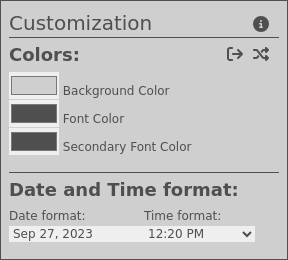 Customization
Colors:
Background Color
Font Color
Secondary Font Color
Date and Time format:
Date format: Time format:
Sep 27, 2023 12:20 PM